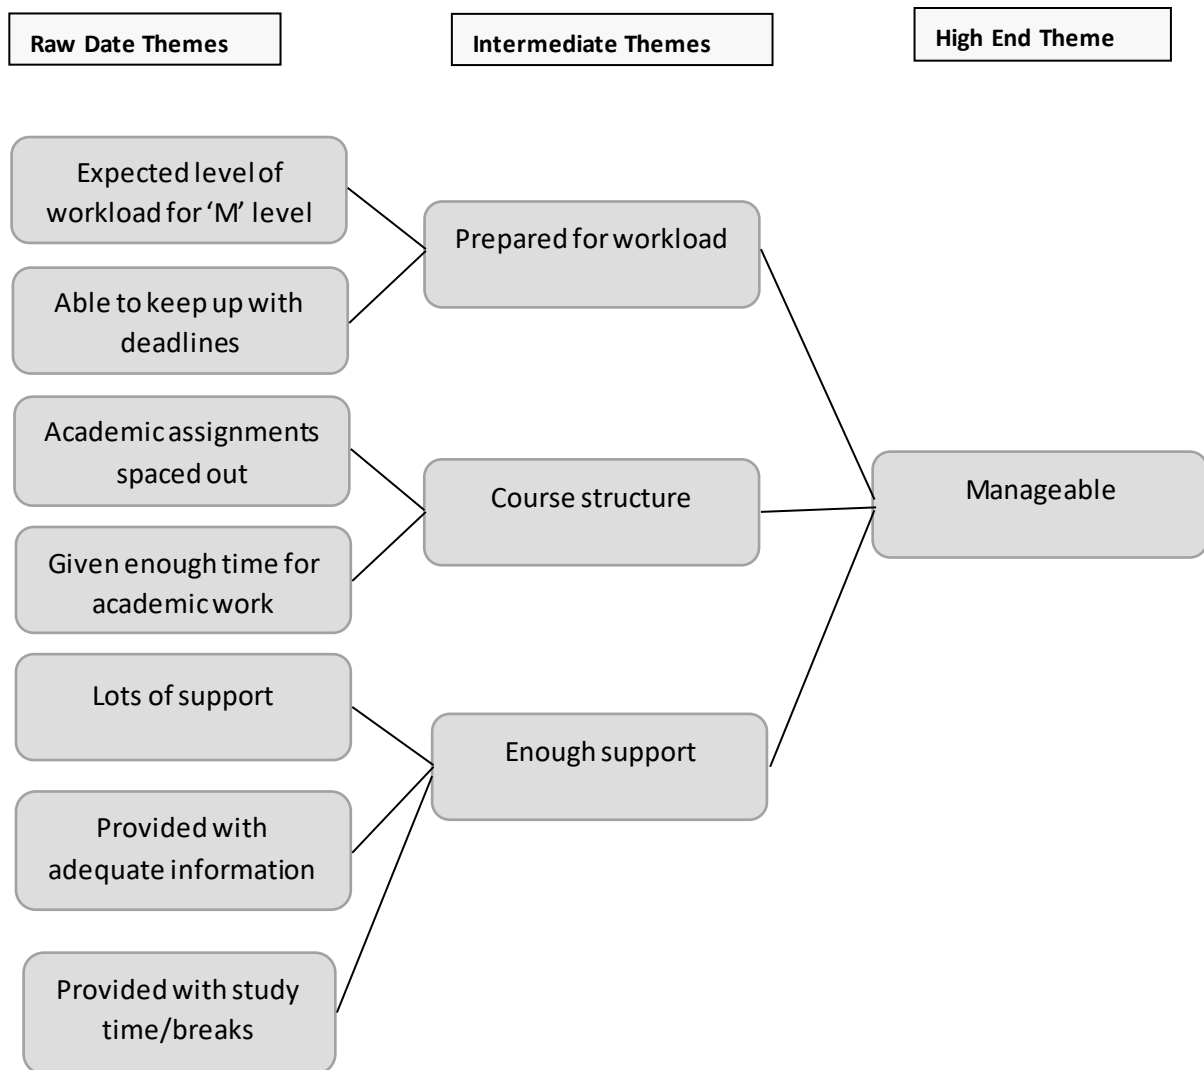 Raw Date Themes
Intermediate Themes
High End Theme
Expected level of
workload for ‘M’ level
Prepared for workload
Able to keep up with
deadlines
Academic assignments
spaced out
Course structure
Manageable
Given enough time for
academic work
Lots of support
Enough support
Provided with
adequate information
Provided with study
time/breaks